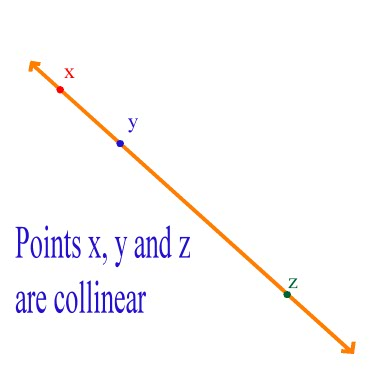 x
y
Points x, y and z
are collinear
z